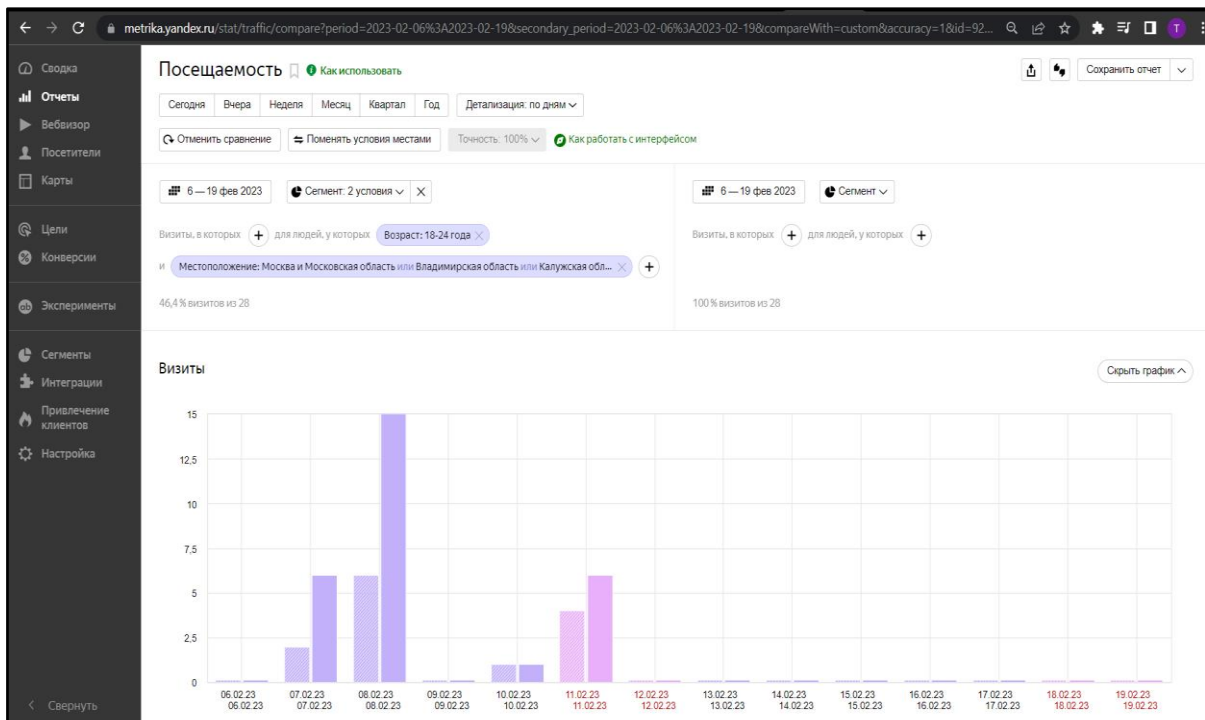 metrika.yandex.ru/stat/traffic/compare?period=2023-02-06%3A2023-02-19&secondary_period=2023-02-06%3A2023-02-19&compareWith=custom&accuracy=1&id=92...
T
Сводка
Отчеты
Вебвизор
Посетители
Карты
Цели
Конверсии
Эксперименты
Сегменты
Интеграции
Привлечение
клиентов
Настройка
Свернуть
Посещаемость Как использовать
Сохранить отчет
Сегодня Вчера Неделя Месяц Квартал Год Детализация: по дням
Отменить сравнение Поменять условия местами Точность: 100% Как работать с интерфейсом
6 — 19 фев 2023 Сегмент: 2 условия
Визиты, в которых + для людей, у которых Возраст: 18-24 года
и Местоположение: Москва и Московская область или Владимирская область или Калужская обл... +
46,4 % визитов из 28
6 — 19 фев 2023 Сегмент
Визиты, в которых + для людей, у которых +
100 % визитов из 28
Визиты
Скрыть график
15
12,5
10
7,5
5
2,5
0
06.02.23 07.02.23 08.02.23 09.02.23 10.02.23 11.02.23 12.02.23 13.02.23 14.02.23 15.02.23 16.02.23 17.02.23 18.02.23 19.02.23
06.02.23 07.02.23 08.02.23 09.02.23 10.02.23 11.02.23 12.02.23 13.02.23 14.02.23 15.02.23 16.02.23 17.02.23 18.02.23 19.02.23